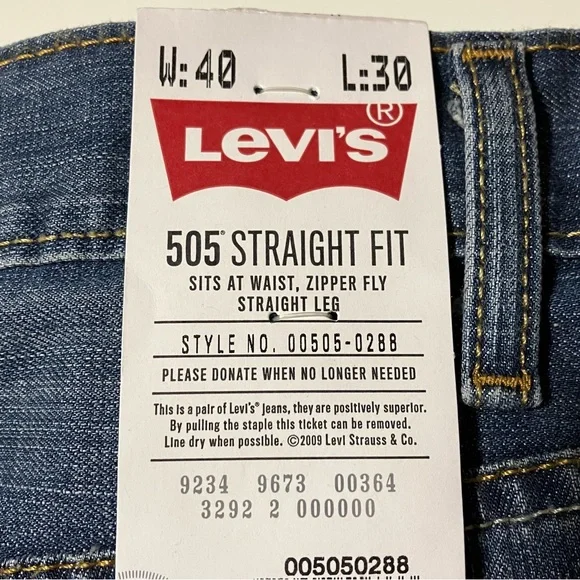 W:40 L:30
Levi's®
505® STRAIGHT FIT
SITS AT WAIST, ZIPPER FLY
STRAIGHT LEG
STYLE NO. 00505-0288
PLEASE DONATE WHEN NO LONGER NEEDED
This is a pair of Levi's® jeans, they are positively superior.
By pulling the staple this ticket can be removed.
Line dry when possible. ©2009 Levi Strauss & Co.
9234 9673 00364
3292 2 000000
005050288